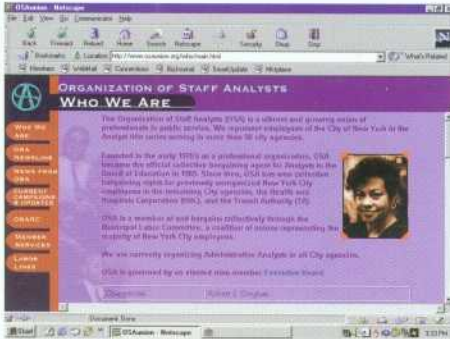 OSAunion - Netscape
File Edit View Go Communicator Help
Back Forward Reload Home Search Netscape Security Shop Stop
Bookmarks Location: http://www.osaunion.org/who/main.html What's Related
Members WebMail Connections BizJournal SmartUpdate Mktplace
ORGANIZATION OF STAFF ANALYSTS
WHO WE ARE
WHO WE
ARE
OSA
NEWSLINE
NEWS FROM
OSA
CURRENT
CAMPAIGNS
& UPDATES
OSART
MEMBER
SERVICES
LABOR
LINKS
The Organization of Staff Analysts (OSA) is a vibrant and growing union of
professionals in public service. We represent employees of the City of New York in the
Analyst title series serving in more than 50 city agencies.
Founded in the early 1970's as a professional organization, OSA
became the official collective bargaining agent for Analysts in the
Board of Education in 1985. Since then, OSA has won collective
bargaining rights for previously unorganized New York City
employees in the remaining City agencies, the Health and
Hospitals Corporation (HHC), and the Transit Authority (TA).
OSA is a member of and bargains collectively through the
Municipal Labor Committee, a coalition of unions representing the
majority of New York City employees.
We are currently organizing Administrative Analysts in all City agencies.
OSA is governed by an elected nine-member Executive Board
Chairperson Robert J. Croghan
Document: Done
Start OSAunion - Netscape